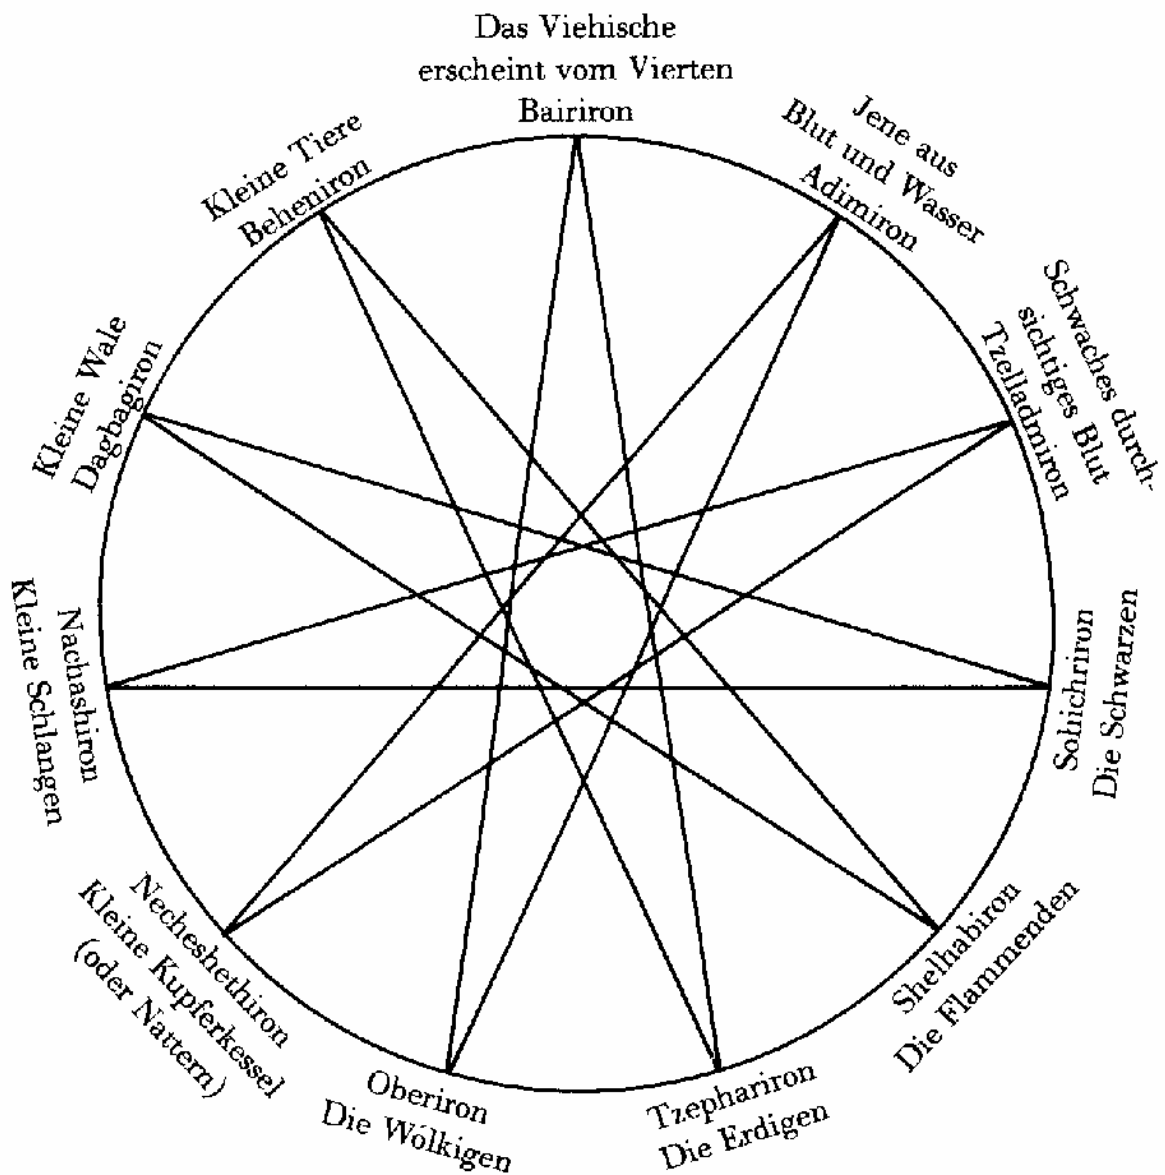 Das Viehische
erscheint vom Vierten
Bairiron
Jene aus
Blut und Wasser
Adimiron
Schwaches durch-
sichtiges Blut
Tzelladmiron
Sohichriron
Die Schwarzen
Shelhabiron
Die Flammenden
Tzephariron
Die Erdigen
Oberiron
Die Wolkigen
Necheshethiron
Kleine Kupferkessel
(oder Nattern)
Nachashiron
Kleine Schlangen
Kleine Wale
Dagbagiron
Kleine Tiere
Beheniron